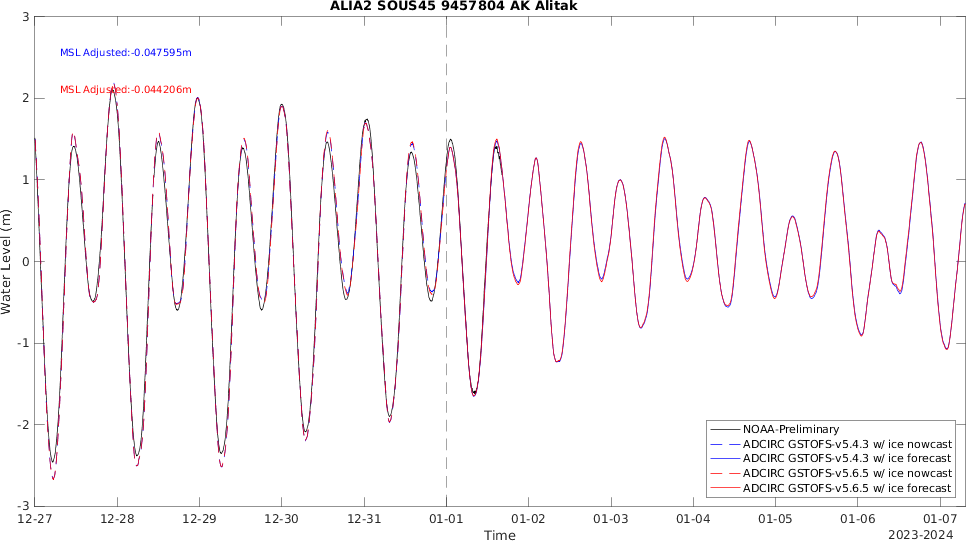 ALIA2 SOUS45 9457804 AK Alitak
MSL Adjusted:-0.047595m
MSL Adjusted:-0.044206m
Water Level (m)
3
2
1
0
-1
-2
-3
NOAA-Preliminary
ADCIRC GSTOFS-v5.4.3 w/ ice nowcast
ADCIRC GSTOFS-v5.4.3 w/ ice forecast
ADCIRC GSTOFS-v5.6.5 w/ ice nowcast
ADCIRC GSTOFS-v5.6.5 w/ ice forecast
12-27 12-28 12-29 12-30 12-31 01-01 01-02 01-03 01-04 01-05 01-06 01-07
Time
2023-2024